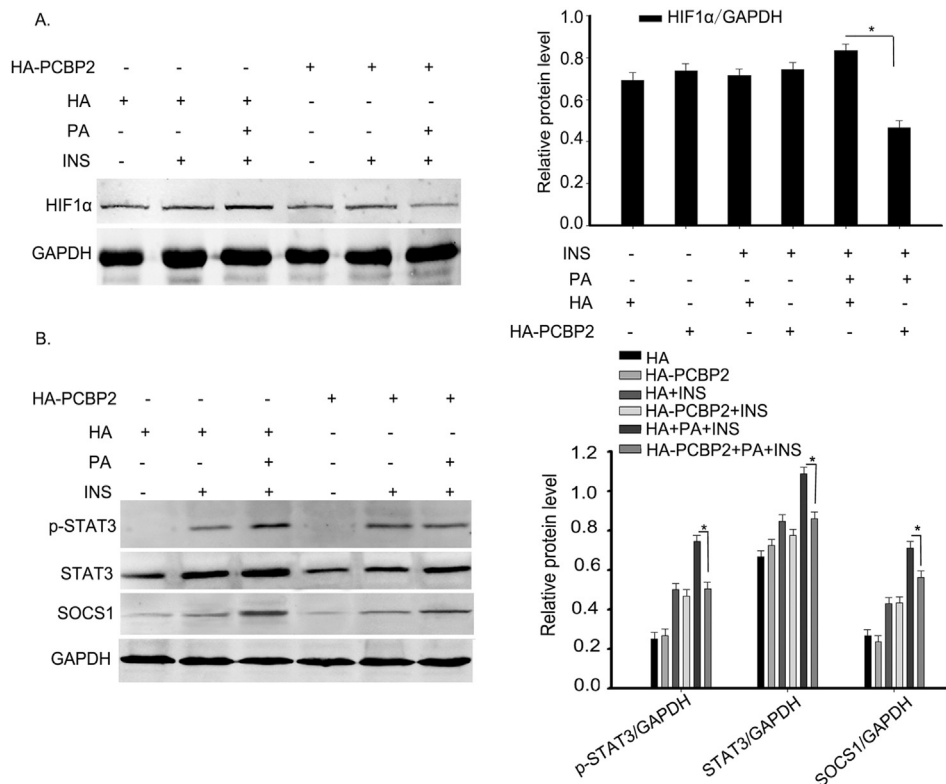 A.
HA-PCBP2 - - - + + +
HA + + + - - -
PA - - + - - +
INS - + + - + +
HIF1α
GAPDH
HIF1α/GAPDH
*
Relative protein level
1.0
0.8
0.6
0.4
0.2
0.0
INS - - + + + +
PA - - - - + +
HA + - + - + -
HA-PCBP2 - + - + - +
B.
HA-PCBP2 - - - + + +
HA + + + - - -
PA - - + - - +
INS - + + - + +
p-STAT3
STAT3
SOCS1
GAPDH
HA
HA-PCBP2
HA+INS
HA-PCBP2+INS
HA+PA+INS
HA-PCBP2+PA+INS
Relative protein level
1.2
1.0
0.8
0.6
0.4
0.2
0.0
*
*
*
p-STAT3/GAPDH
STAT3/GAPDH
SOCS1/GAPDH